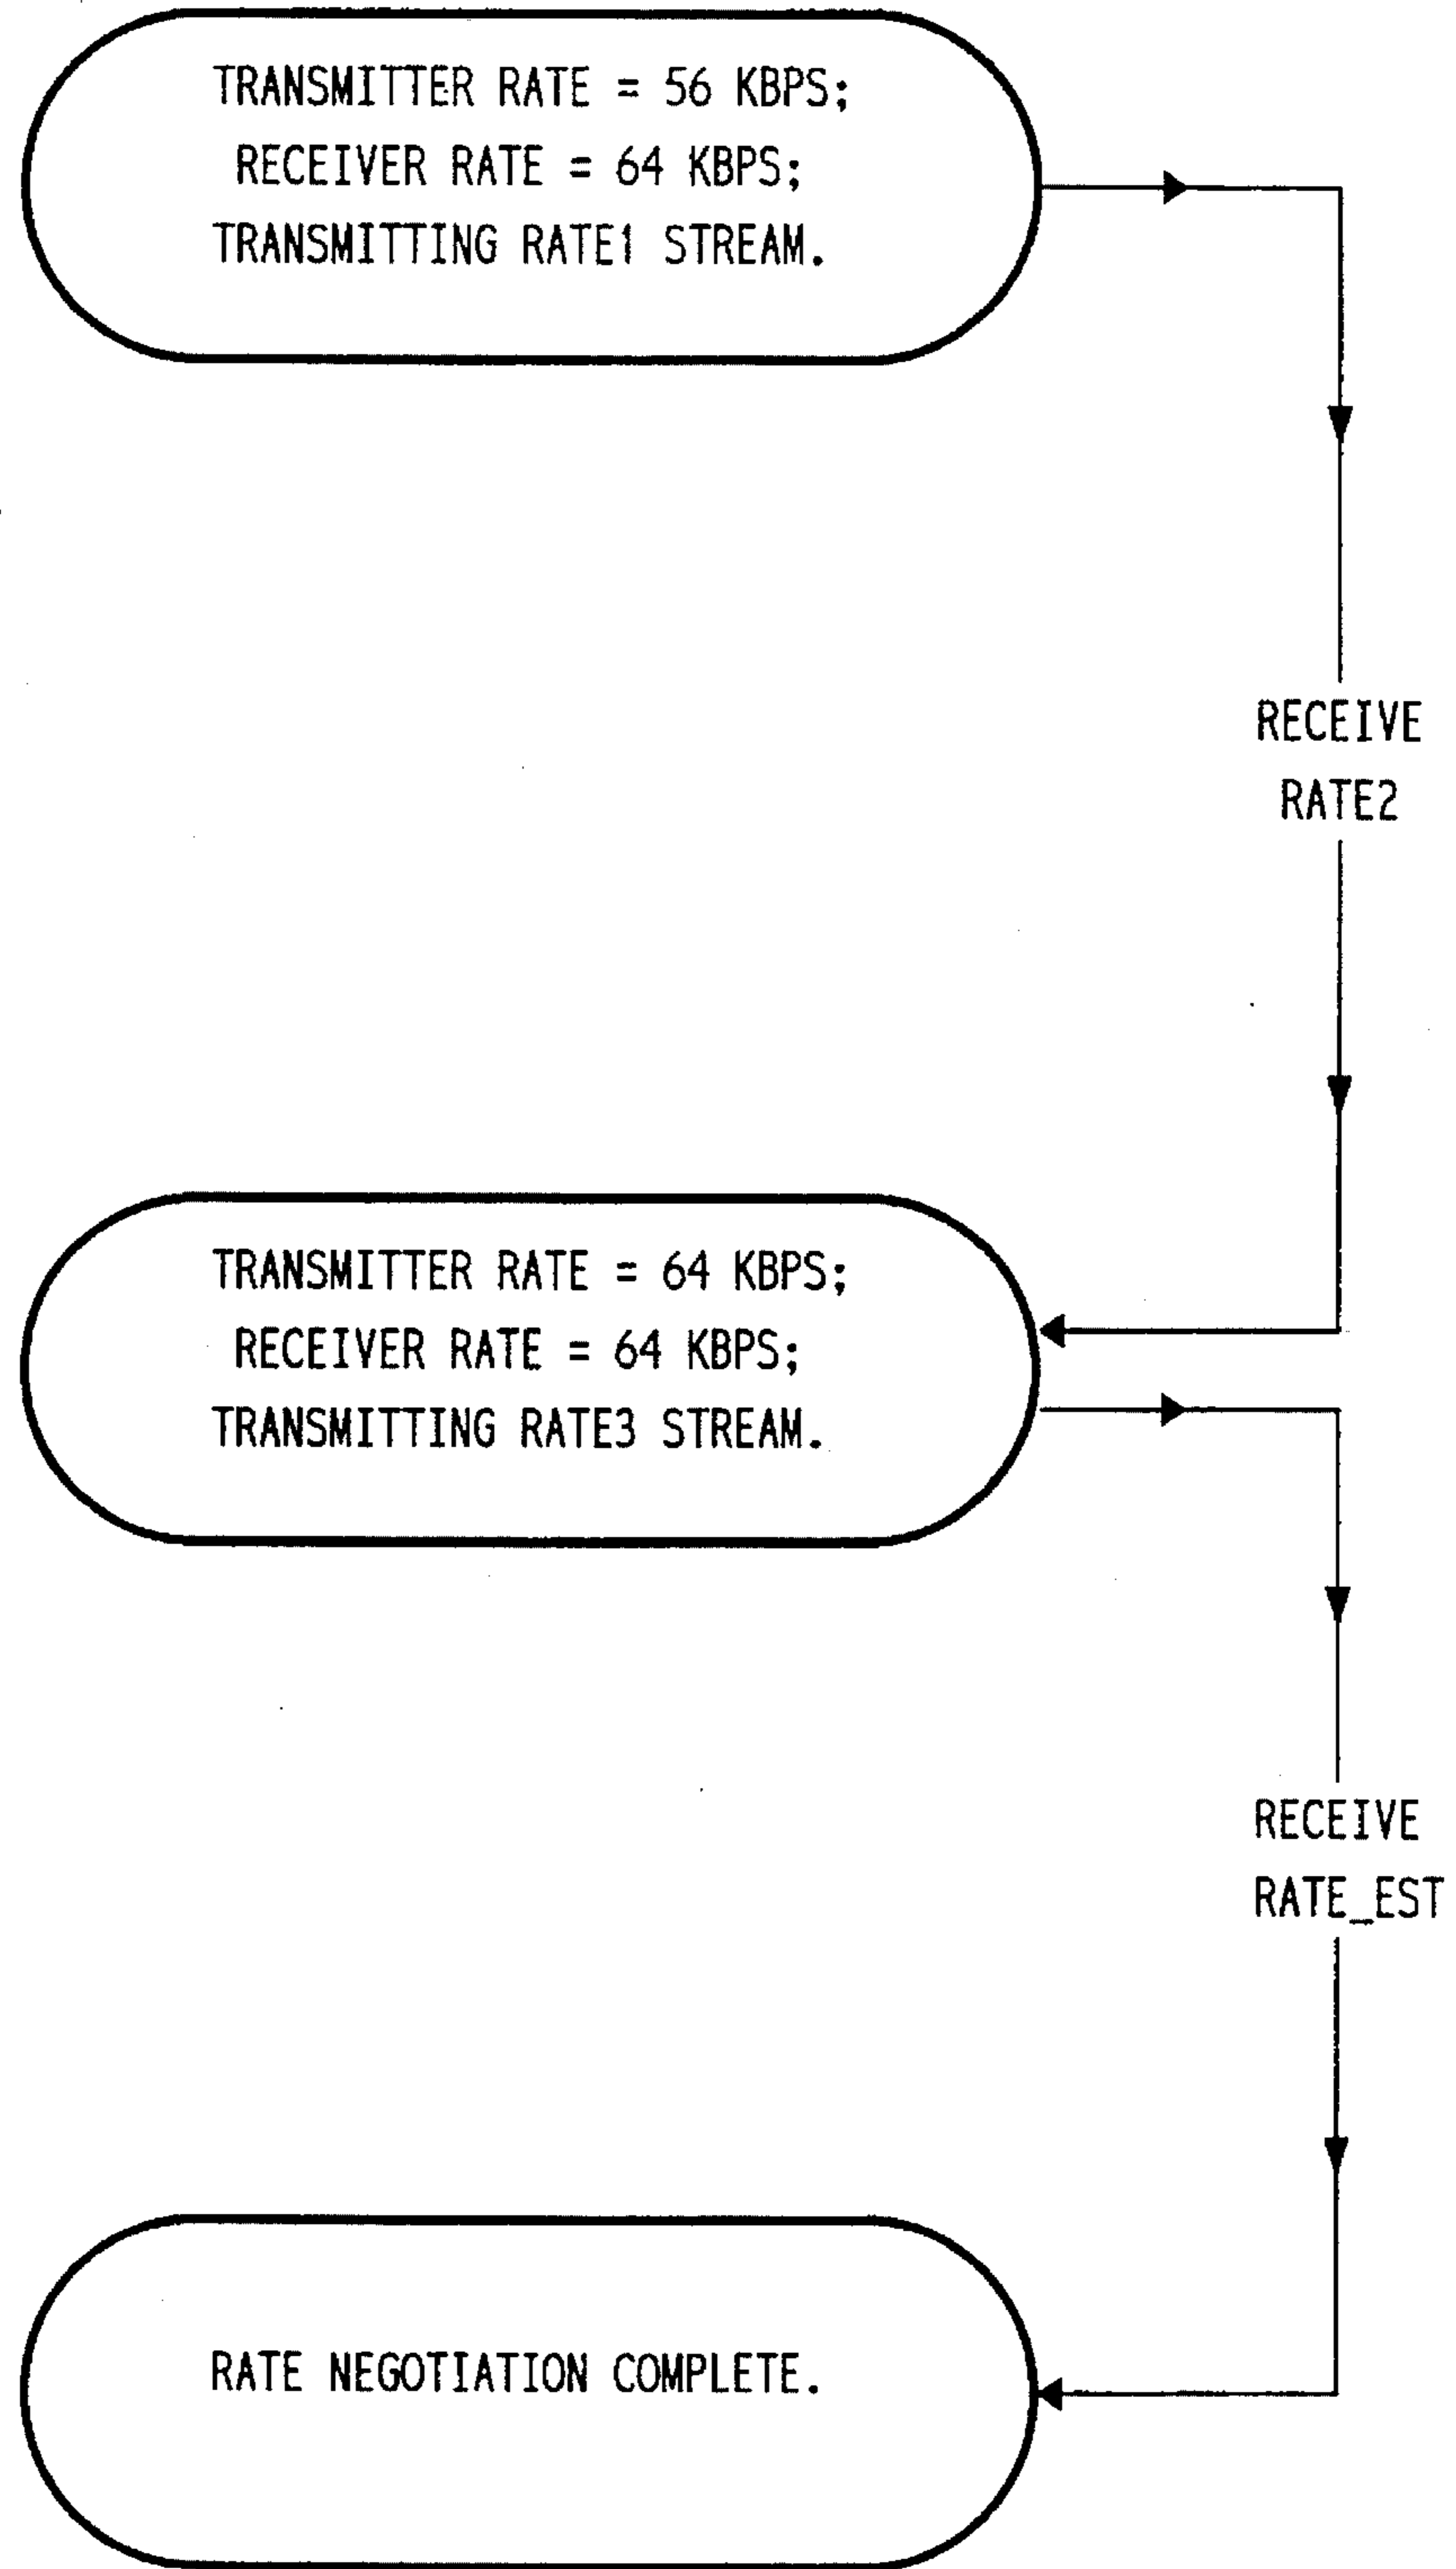 TRANSMITTER RATE = 56 KBPS;
RECEIVER RATE = 64 KBPS;
TRANSMITTING RATE1 STREAM.
RECEIVE
RATE2
TRANSMITTER RATE = 64 KBPS;
RECEIVER RATE = 64 KBPS;
TRANSMITTING RATE3 STREAM.
RECEIVE
RATE_EST
RATE NEGOTIATION COMPLETE.